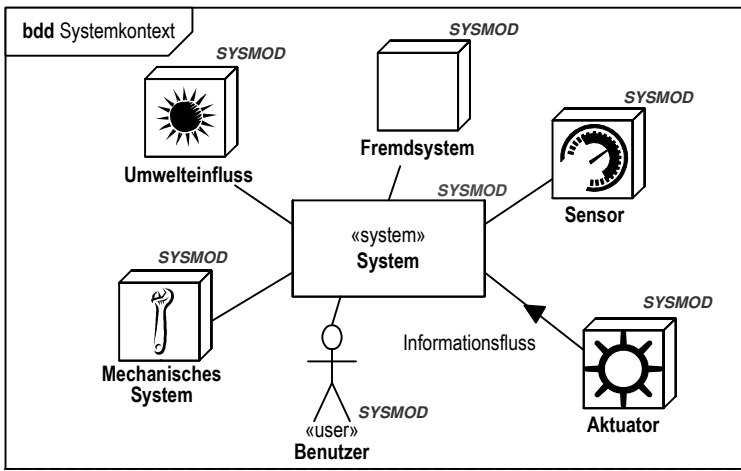 bdd Systemkontext
SYSMOD
Umwelteinfluss
SYSMOD
Fremdsystem
SYSMOD
Sensor
SYSMOD
«system»
System
SYSMOD
Mechanisches
System
Informationsfluss
SYSMOD
Aktuator
SYSMOD
«user»
Benutzer